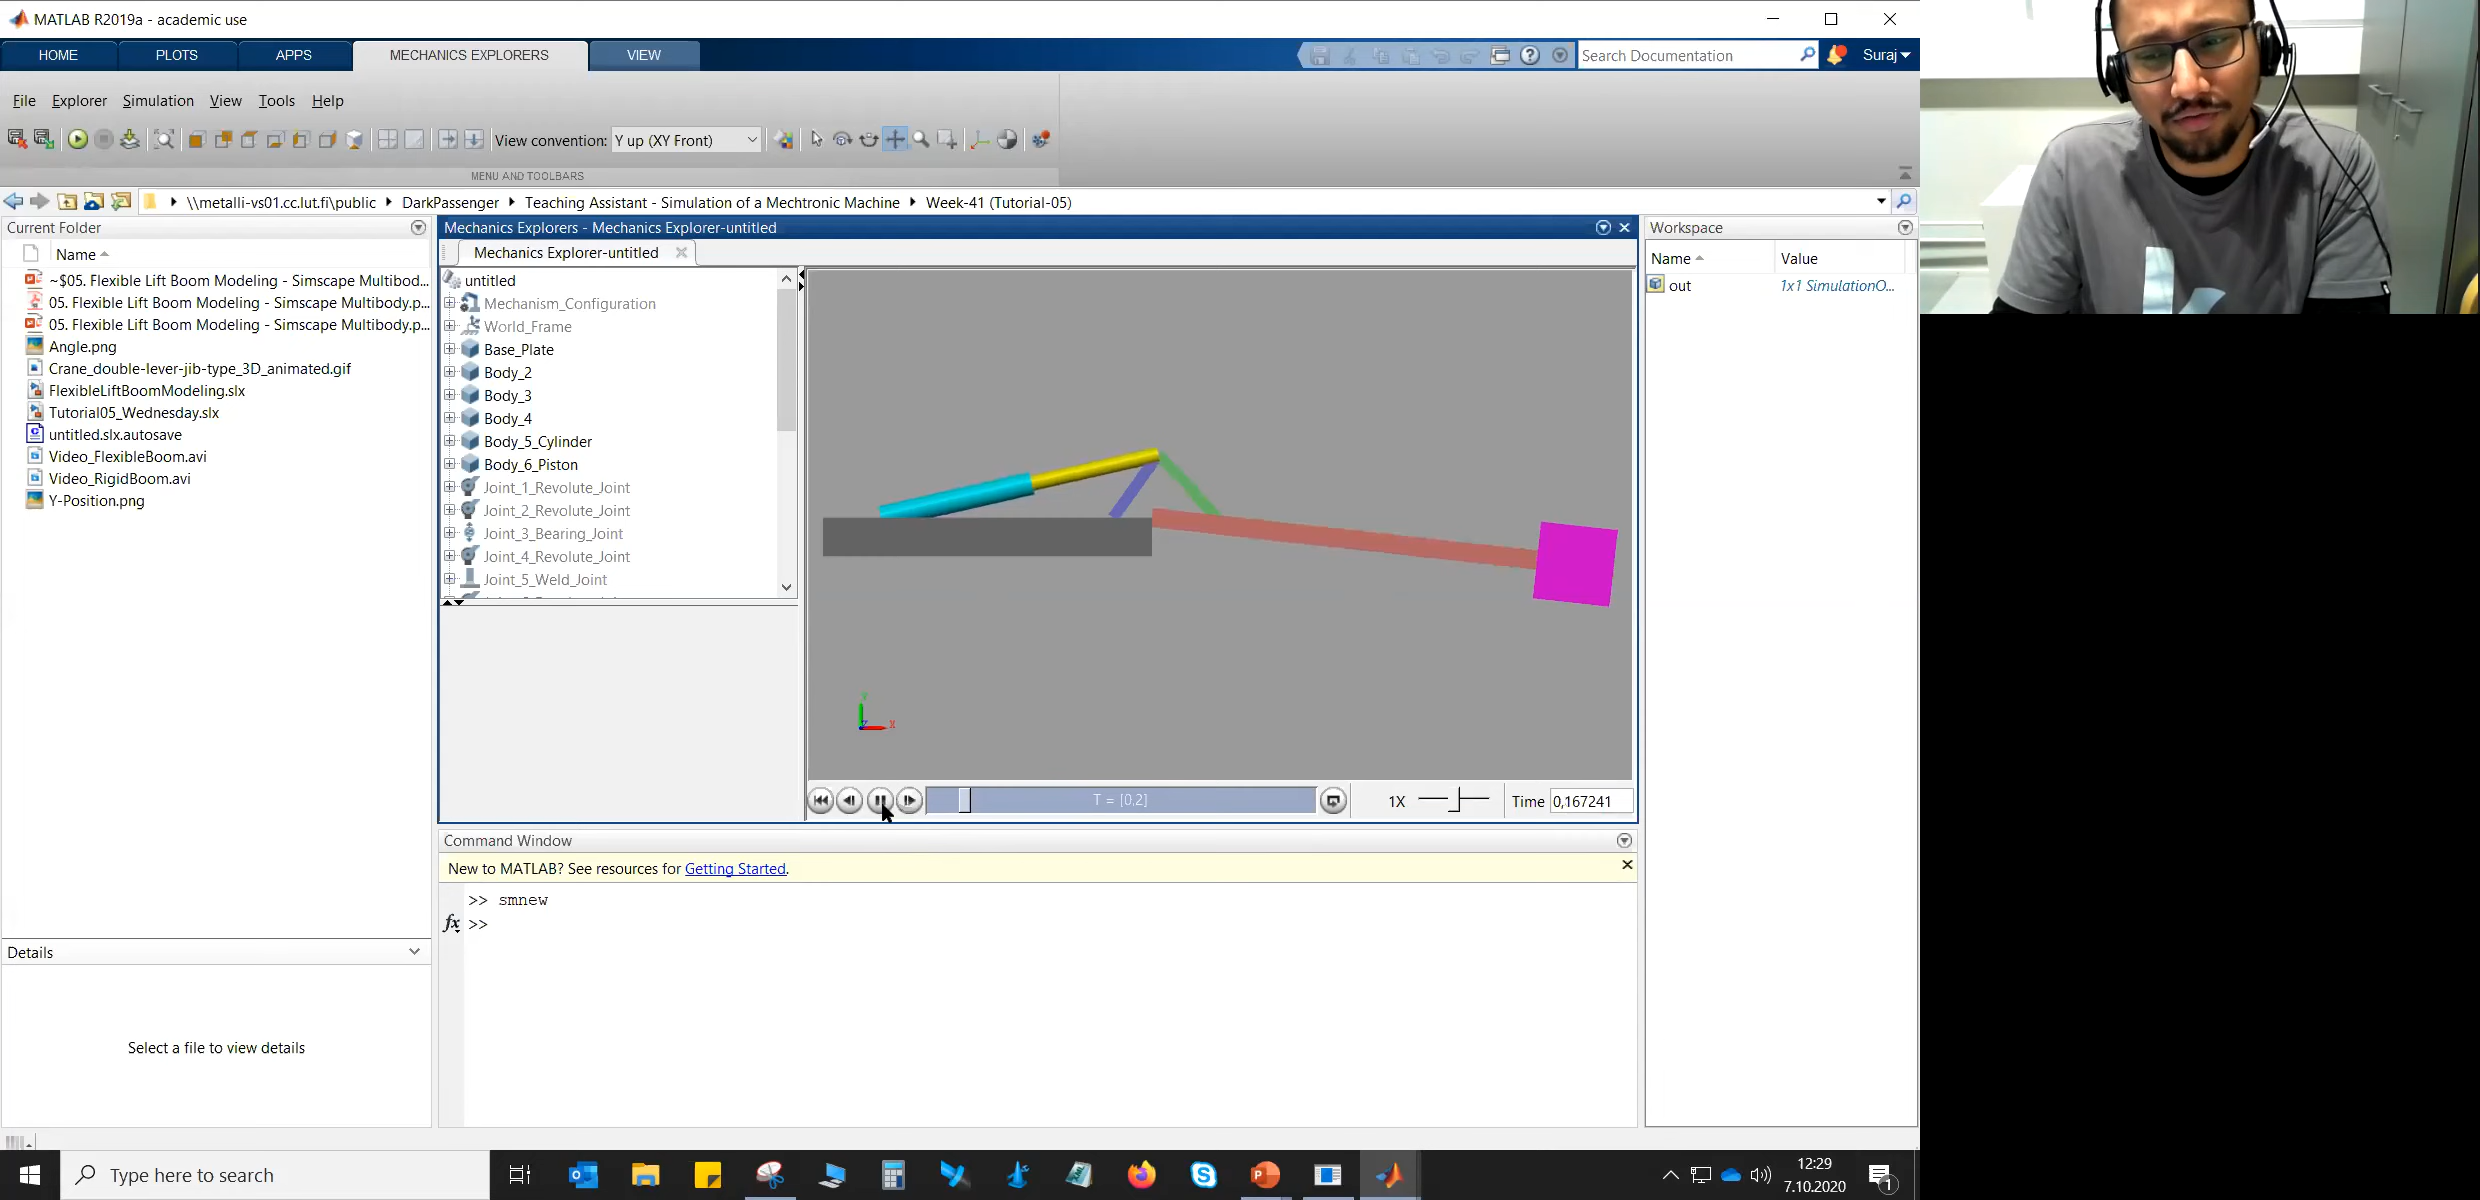 MATLAB R2019a - academic use
HOME PLOTS APPS MECHANICS EXPLORERS VIEW
Search Documentation
Suraj
File Explorer Simulation View Tools Help
View convention: Y up (XY Front)
MENU AND TOOLBARS
\\metalli-vs01.cc.lut.fi\public DarkPassenger Teaching Assistant - Simulation of a Mechtronic Machine Week-41 (Tutorial-05)
Current Folder
Name
~$05. Flexible Lift Boom Modeling - Simscape Multibod...
05. Flexible Lift Boom Modeling - Simscape Multibody.p...
05. Flexible Lift Boom Modeling - Simscape Multibody.p...
Angle.png
Crane_double-lever-jib-type_3D_animated.gif
FlexibleLiftBoomModeling.slx
Tutorial05_Wednesday.slx
untitled.slx.autosave
Video_FlexibleBoom.avi
Video_RigidBoom.avi
Y-Position.png
Details
Select a file to view details
Mechanics Explorers - Mechanics Explorer-untitled
Mechanics Explorer-untitled
untitled
Mechanism_Configuration
World_Frame
Base_Plate
Body_2
Body_3
Body_4
Body_5_Cylinder
Body_6_Piston
Joint_1_Revolute_Joint
Joint_2_Revolute_Joint
Joint_3_Bearing_Joint
Joint_4_Revolute_Joint
Joint_5_Weld_Joint
Y
X
T = [0.2]
1X
Time 0,167241
Command Window
New to MATLAB? See resources for Getting Started.
>> smnew
fx >>
Workspace
Name Value
out 1x1 SimulationO...
Type here to search
12:29
7.10.2020
1